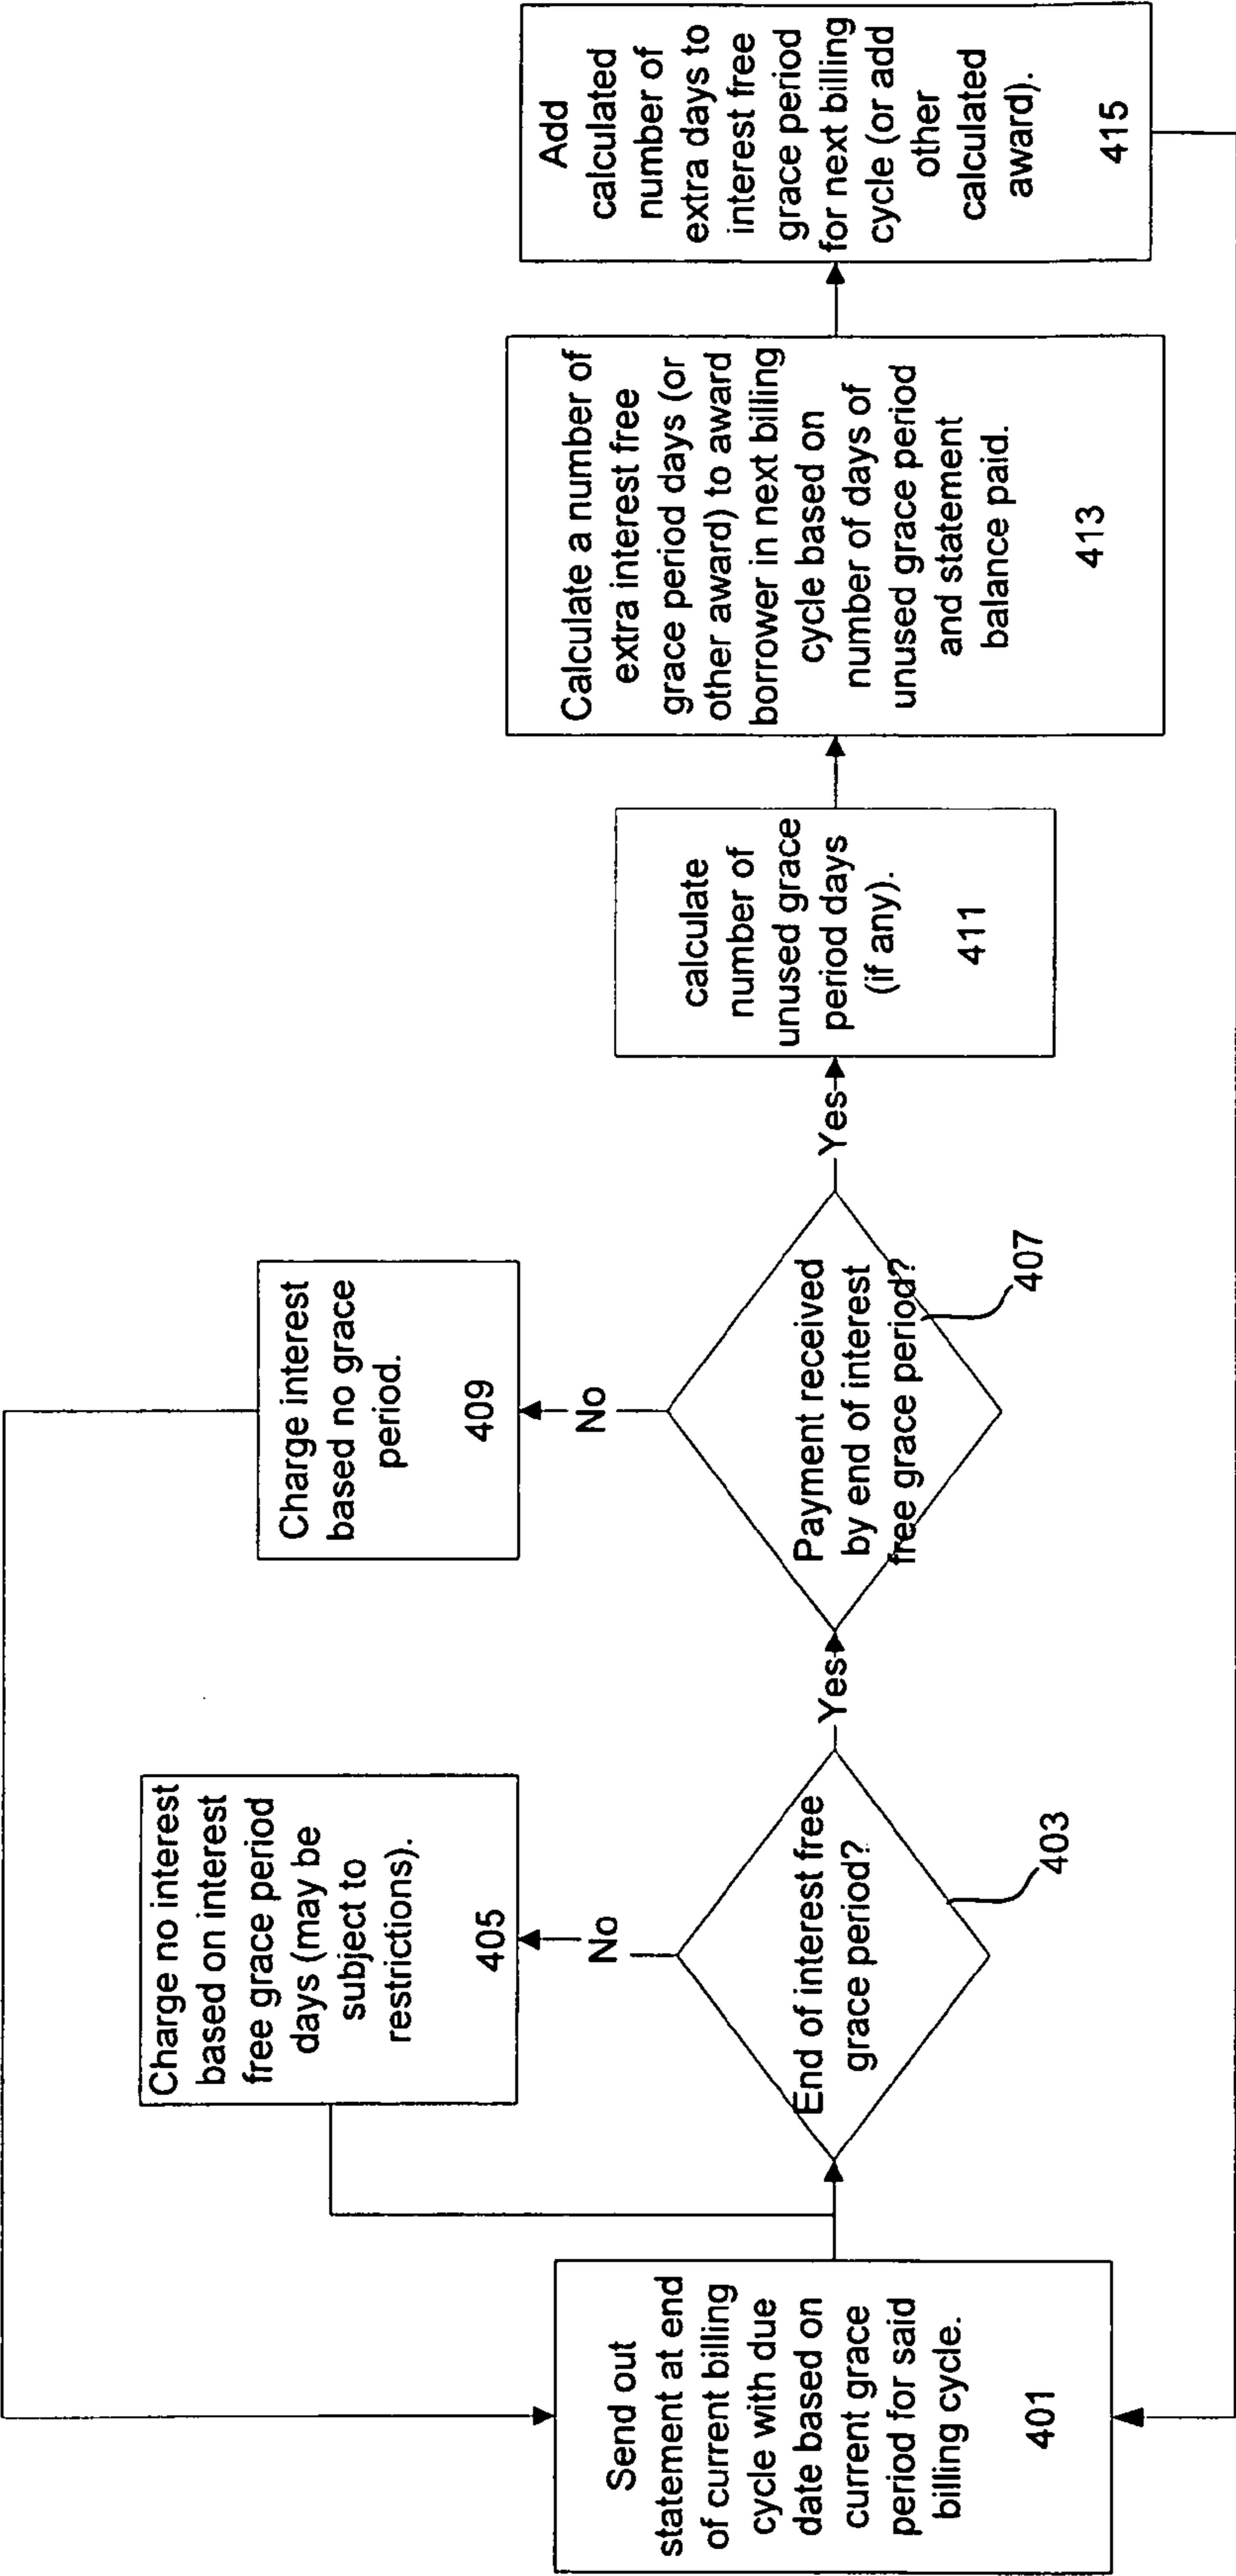 Send out
statement at end
of current billing
cycle with due
date based on
current grace
period for said
billing cycle.
401
Charge no interest
based on interest
free grace period
days (may be
subject to
restrictions).
405
No
End of interest free
grace period?
403
Yes
Charge interest
based no grace
period.
409
No
Payment received
by end of interest
free grace period?
407
Yes
calculate
number of
unused grace
period days
(if any).
411
Calculate a number of
extra interest free
grace period days (or
other award) to award
borrower in next billing
cycle based on
number of days of
unused grace period
and statement
balance paid.
413
Add
calculated
number of
extra days to
interest free
grace period
for next billing
cycle (or add
other
calculated
award).
415